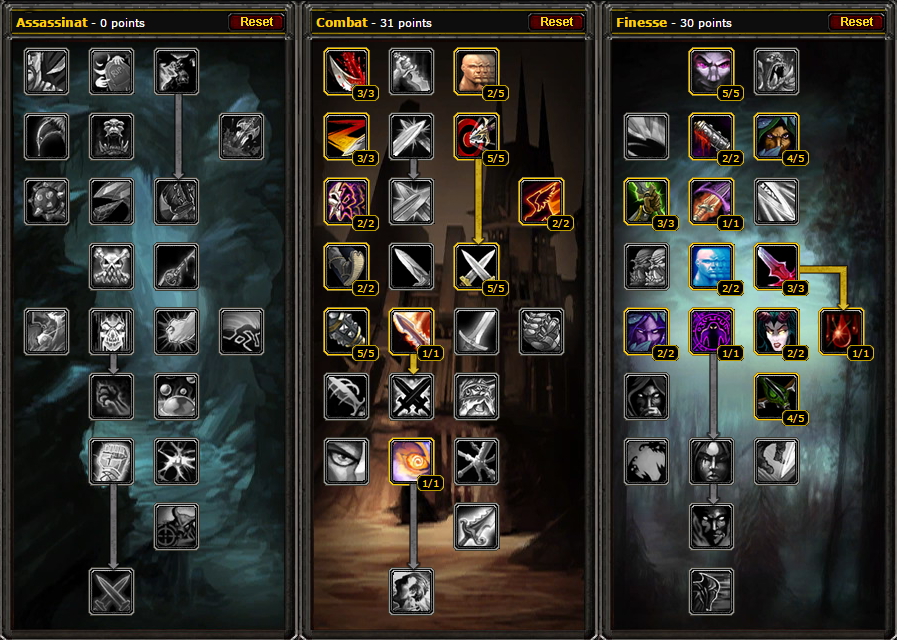 Assassinat - 0 points Reset
Combat - 31 points Reset
Finesse - 30 points Reset
3/3 2/5 5/5
3/3 5/5 2/2 4/5
2/2 2/2 3/3 1/1
2/2 5/5 2/2 3/3
5/5 1/1 2/2 1/1 2/2 1/1
4/5
1/1